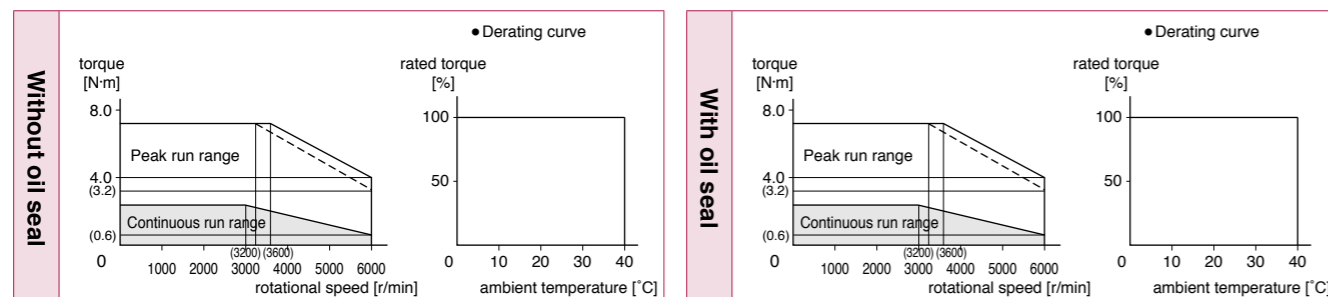 Without oil seal
● Derating curve
torque
[N·m]
8.0
4.0
(3.2)
(0.6)
0
Peak run range
Continuous run range
(3200) (3600)
1000 2000 3000 4000 5000 6000
rotational speed [r/min]
rated torque
[%]
100
50
0 10 20 30 40
ambient temperature [˚C]
With oil seal
● Derating curve
torque
[N·m]
8.0
4.0
(3.2)
(0.6)
0
Peak run range
Continuous run range
(3200) (3600)
1000 2000 3000 4000 5000 6000
rotational speed [r/min]
rated torque
[%]
100
50
0 10 20 30 40
ambient temperature [˚C]